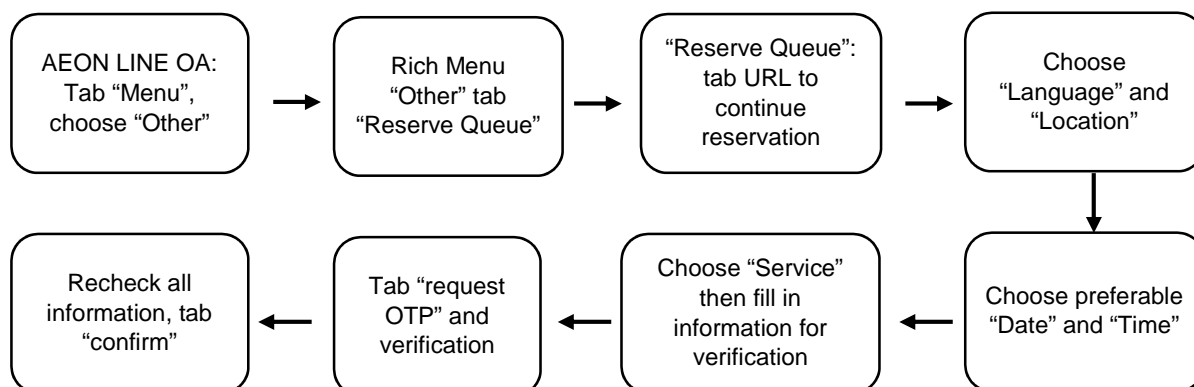 AEON LINE OA:
Tab “Menu”,
choose “Other”
Rich Menu
“Other” tab
“Reserve Queue”
“Reserve Queue”:
tab URL to
continue
reservation
Choose
“Language” and
“Location”
Choose preferable
“Date” and “Time”
Choose “Service”
then fill in
information for
verification
Tab “request
OTP” and
verification
Recheck all
information, tab
“confirm”